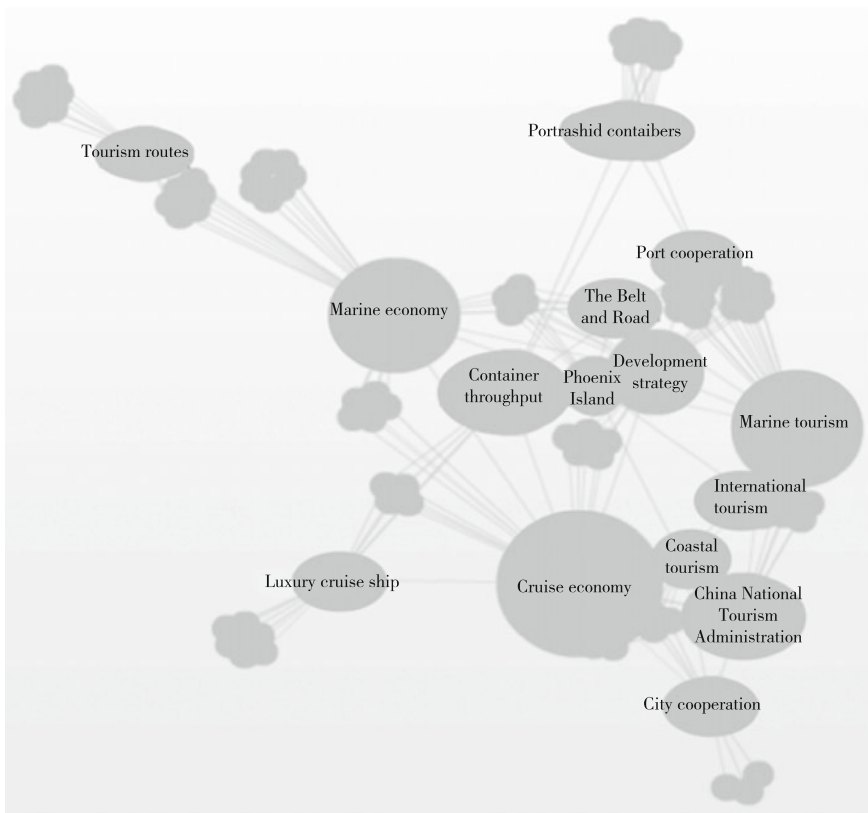 Portrashid contaibers
Tourism routes
Port cooperation
The Belt
and Road
Marine economy
Development
strategy
Container
throughput
Phoenix
Island
Marine tourism
International
tourism
Coastal
tourism
Luxury cruise ship
Cruise economy
China National
Tourism
Administration
City cooperation